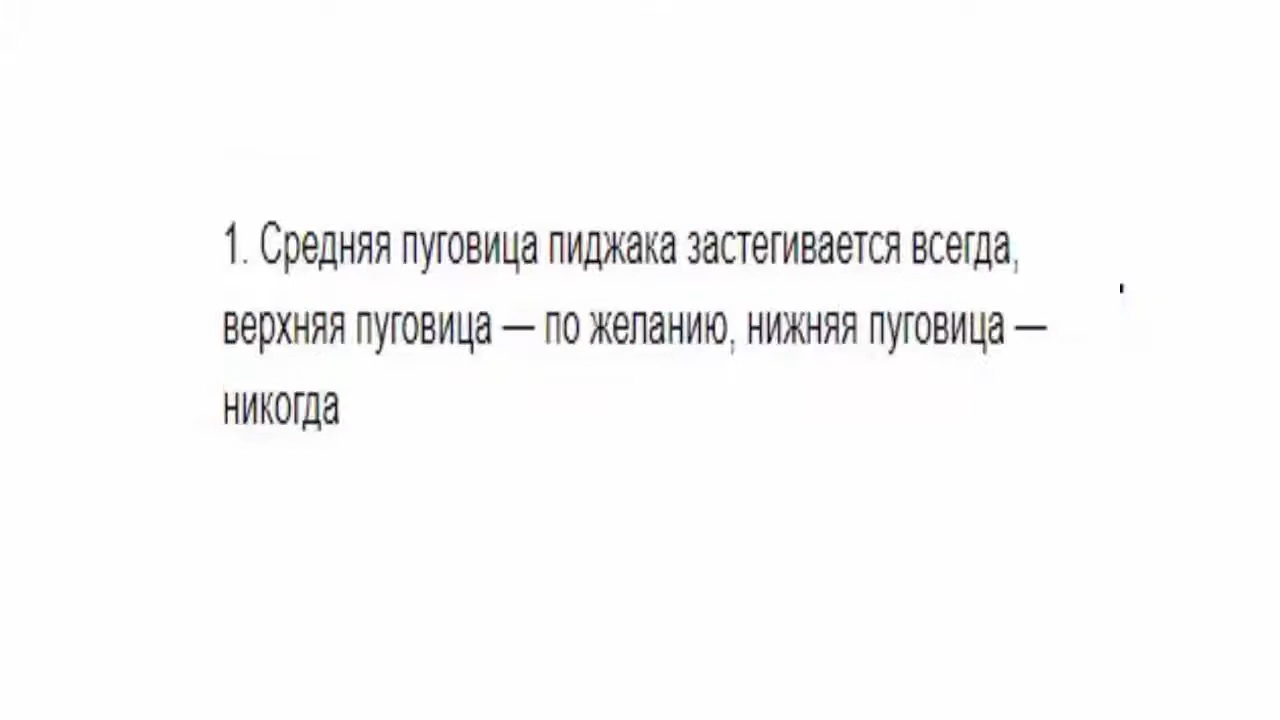 1. Средняя пуговица пиджака застегивается всегда,
верхняя пуговица — по желанию, нижняя пуговица —
никогда